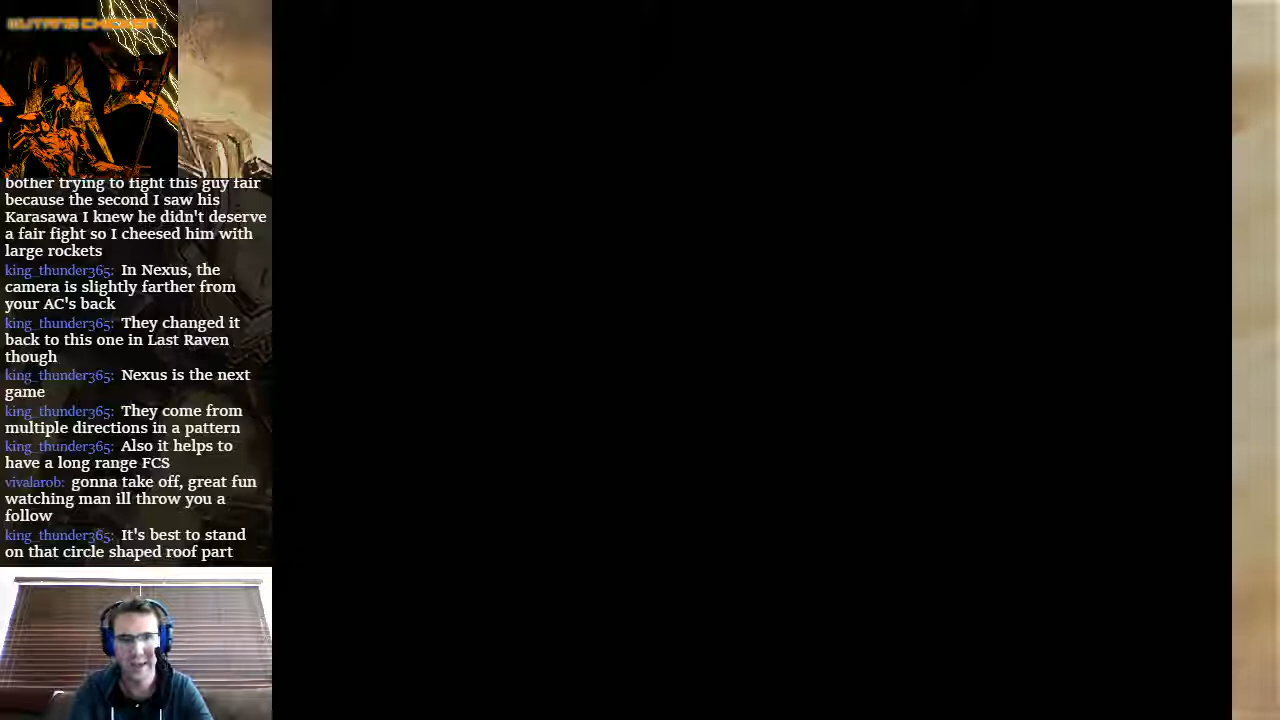 MUTANT CHICKEN
bother trying to fight this guy fair
because the second I saw his
Karasawa I knew he didn't deserve
a fair fight so I cheesed him with
large rockets
king_thunder365: In Nexus, the
camera is slightly farther from
your AC's back
king_thunder365: They changed it
back to this one in Last Raven
though
king_thunder365: Nexus is the next
game
king_thunder365: They come from
multiple directions in a pattern
king_thunder365: Also it helps to
have a long range FCS
vivalarob: gonna take off, great fun
watching man ill throw you a
follow
king_thunder365: It's best to stand
on that circle shaped roof part